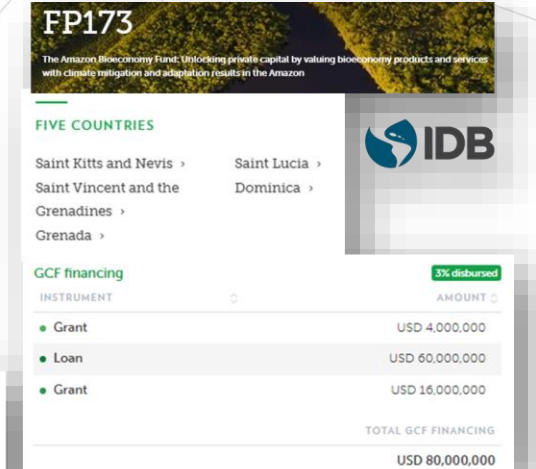 FP173
The Amazon Bioeconomy Fund: Unlocking private capital by valuing bioeconomy products and services
with climate mitigation and adaptation results in the Amazon
FIVE COUNTRIES
Saint Kitts and Nevis ›
Saint Lucia ›
Saint Vincent and the
Grenadines ›
Dominica ›
Grenada ›
IDB
GCF financing
3% disbursed
INSTRUMENT
AMOUNT
Grant
USD 4,000,000
Loan
USD 60,000,000
Grant
USD 16,000,000
TOTAL GCF FINANCING
USD 80,000,000